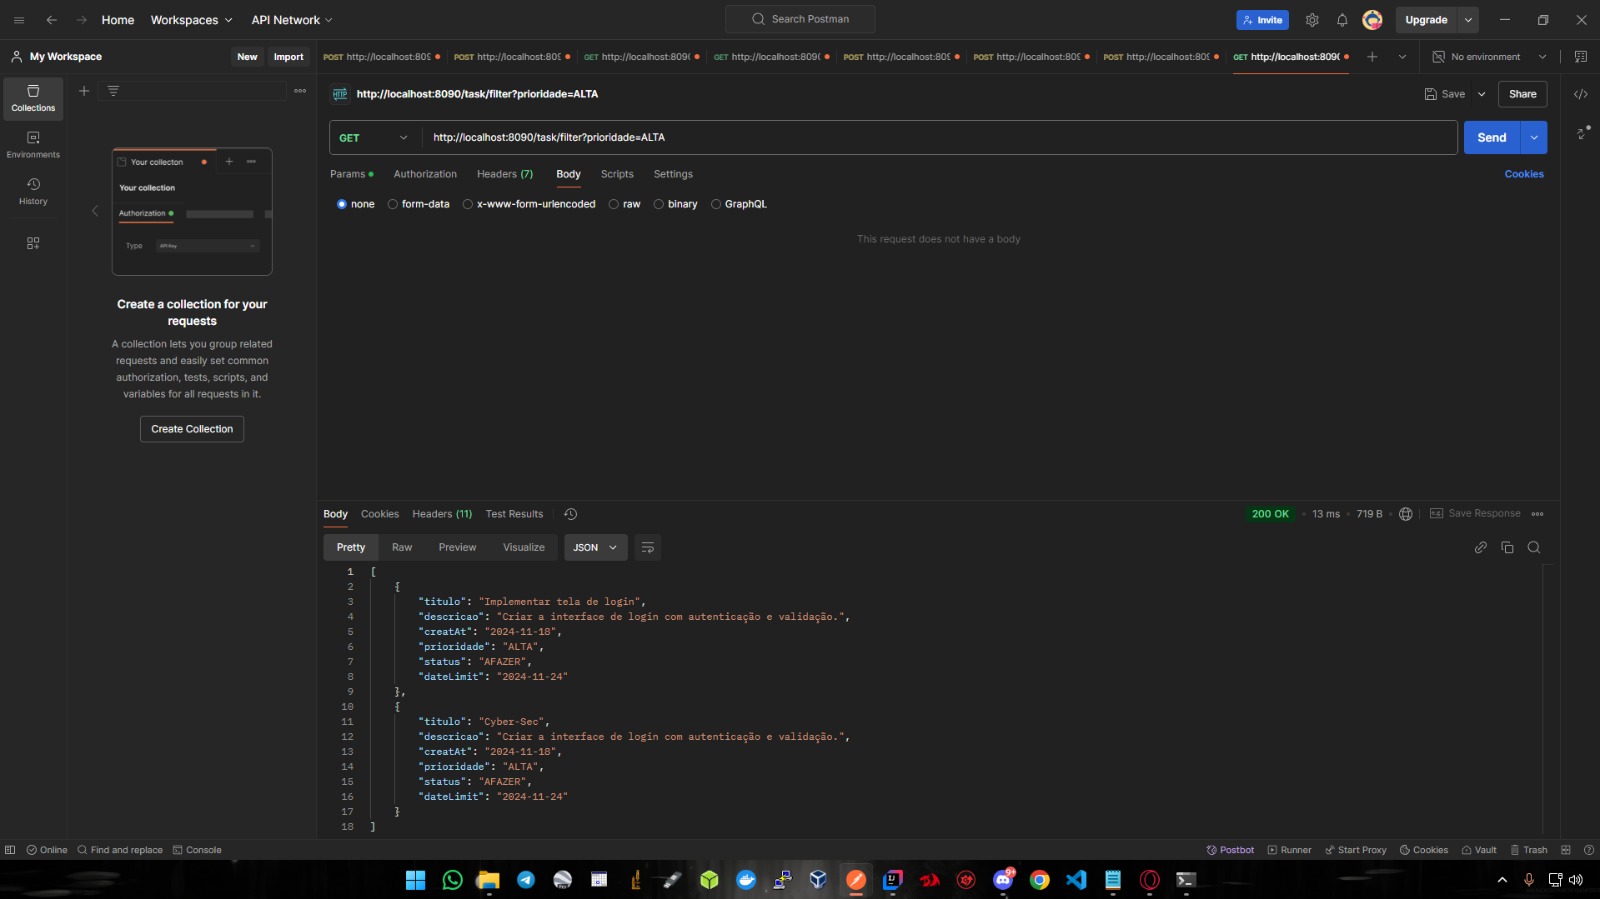 Home
Workspaces
API Network
Search Postman
Invite
Upgrade
My Workspace
New
Import
POST http://localhost:809
POST http://localhost:809
GET http://localhost:809
GET http://localhost:809
POST http://localhost:809
POST http://localhost:809
POST http://localhost:809
GET http://localhost:809
No environment
Collections
Environments
History
Your collecton
Your collection
Authorization
Type
API Key
Create a collection for your
requests
A collection lets you group related
requests and easily set common
authorization, tests, scripts, and
variables for all requests in it.
Create Collection
HTTP
http://localhost:8090/task/filter?prioridade=ALTA
Save
Share
GET
http://localhost:8090/task/filter?prioridade=ALTA
Send
Params
Authorization
Headers (7)
Body
Scripts
Settings
Cookies
none
form-data
x-www-form-urlencoded
raw
binary
GraphQL
This request does not have a body
Body
Cookies
Headers (11)
Test Results
200 OK
13 ms
719 B
Save Response
Pretty
Raw
Preview
Visualize
JSON
1 [
2 {
3 "titulo": "Implementar tela de login",
4 "descricao": "Criar a interface de login com autenticação e validação.",
5 "creatAt": "2024-11-18",
6 "prioridade": "ALTA",
7 "status": "AFAZER",
8 "dateLimit": "2024-11-24"
9 },
10 {
11 "titulo": "Cyber-Sec",
12 "descricao": "Criar a interface de login com autenticação e validação.",
13 "creatAt": "2024-11-18",
14 "prioridade": "ALTA",
15 "status": "AFAZER",
16 "dateLimit": "2024-11-24"
17 }
18 ]
Online
Find and replace
Console
Postbot
Runner
Start Proxy
Cookies
Vault
Trash